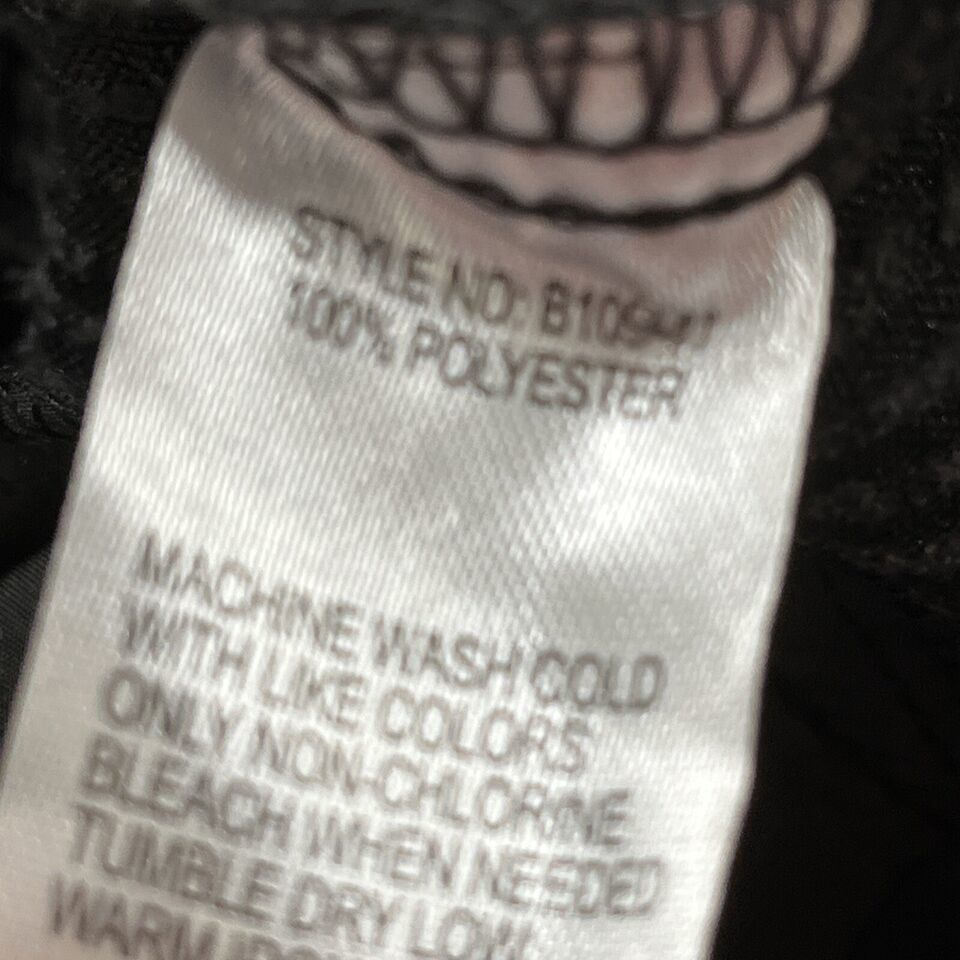 STYLE NO:
100% POLYESTER
MACHINE WASH COLD
WITH LIKE COLORS
ONLY NON-CHLORINE
BLEACH WHEN NEEDED
TUMBLE DRY LOW
WARM